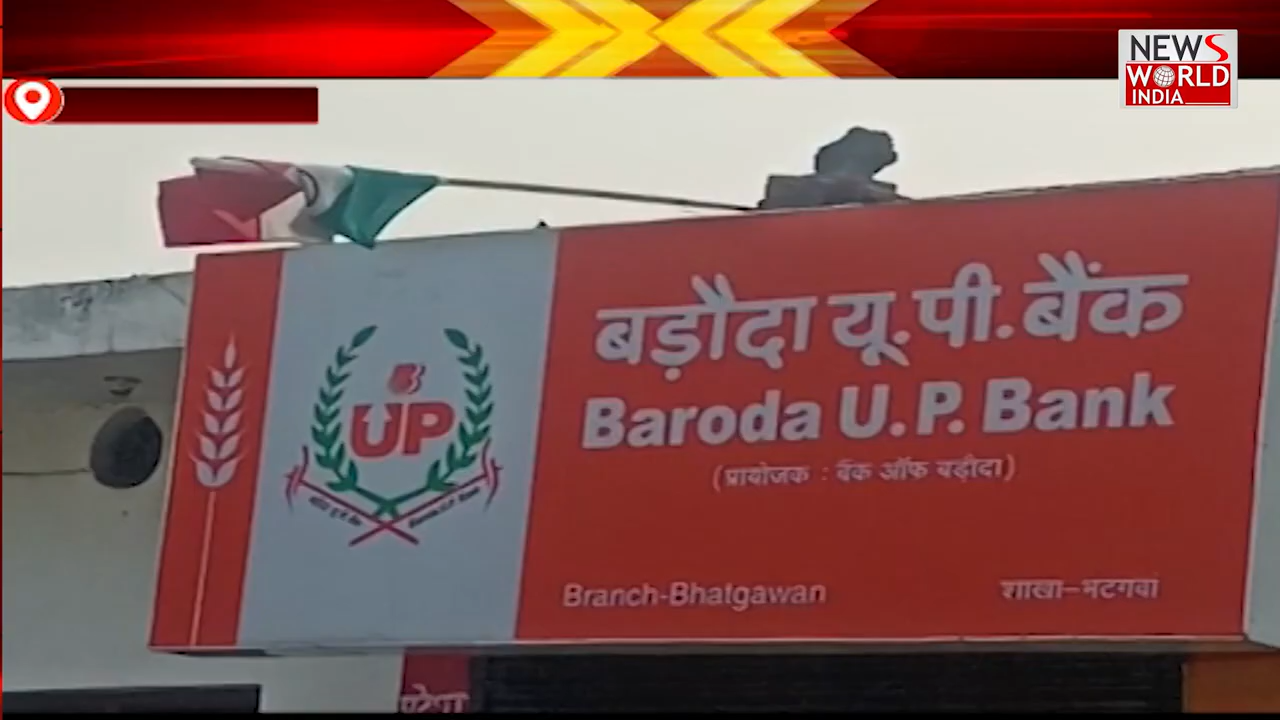 NEWS
WORLD
INDIA
बड़ौदा यू.पी.बैंक
UP
Baroda U.P. Bank
(प्रायोजक : बैंक ऑफ बड़ौदा)
Branch-Bhatgawan
शाखा-भटगवां